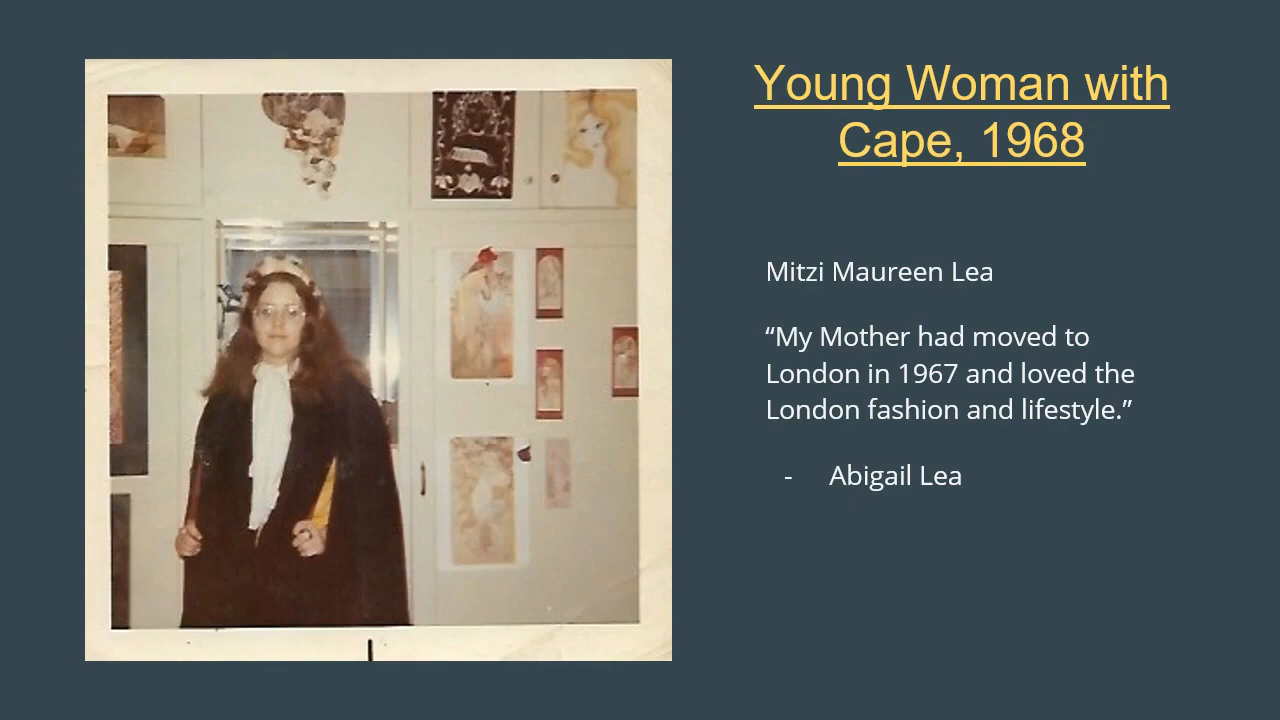 Young Woman with
Cape, 1968
Mitzi Maureen Lea
“My Mother had moved to
London in 1967 and loved the
London fashion and lifestyle.”
- Abigail Lea